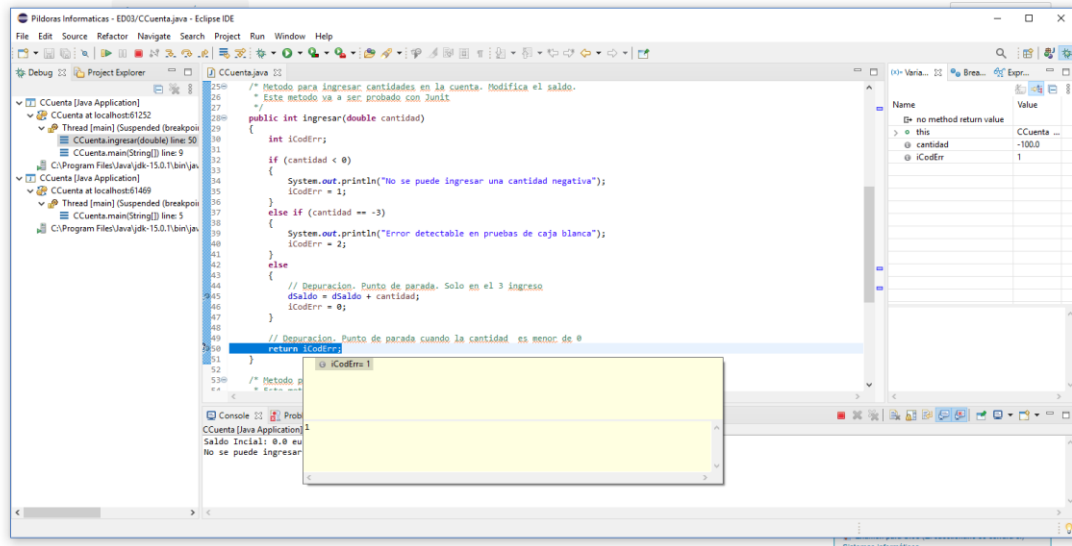 Pildoras Informaticas - ED03/CCuenta.java - Eclipse IDE
File Edit Source Refactor Navigate Search Project Run Window Help
Debug Project Explorer
CCuenta.java
(x)= Varia... Brea... Expr...
CCuenta [Java Application]
CCuenta at localhost:61252
Thread [main] (Suspended (breakpoi
CCuenta.ingresar(double) line: 50
CCuenta.main(String[]) line: 9
C:\Program Files\Java\jdk-15.0.1\bin\jav
CCuenta [Java Application]
CCuenta at localhost:61469
Thread [main] (Suspended (breakpoi
CCuenta.main(String[]) line: 5
C:\Program Files\Java\jdk-15.0.1\bin\jav
25 /* Metodo para ingresar cantidades en la cuenta. Modifica el saldo.
26 * Este metodo va a ser probado con Junit
27 */
28 public int ingresar(double cantidad)
29 {
30 int iCodErr;
31
32 if (cantidad < 0)
33 {
34 System.out.println("No se puede ingresar una cantidad negativa");
35 iCodErr = 1;
36 }
37 else if (cantidad == -3)
38 {
39 System.out.println("Error detectable en pruebas de caja blanca");
40 iCodErr = 2;
41 }
42 else
43 {
44 // Depuracion. Punto de parada. Solo en el 3 ingreso
45 dSaldo = dSaldo + cantidad;
46 iCodErr = 0;
47 }
48
49 // Depuracion. Punto de parada cuando la cantidad es menor de 0
50 return iCodErr;
51 }
52
53 /* Metodo p
Name Value
no method return value
this CCuenta ...
cantidad -100.0
iCodErr 1
iCodErr= 1
1
Console Probl
CCuenta [Java Application]
Saldo Incial: 0.0 eu
No se puede ingresar